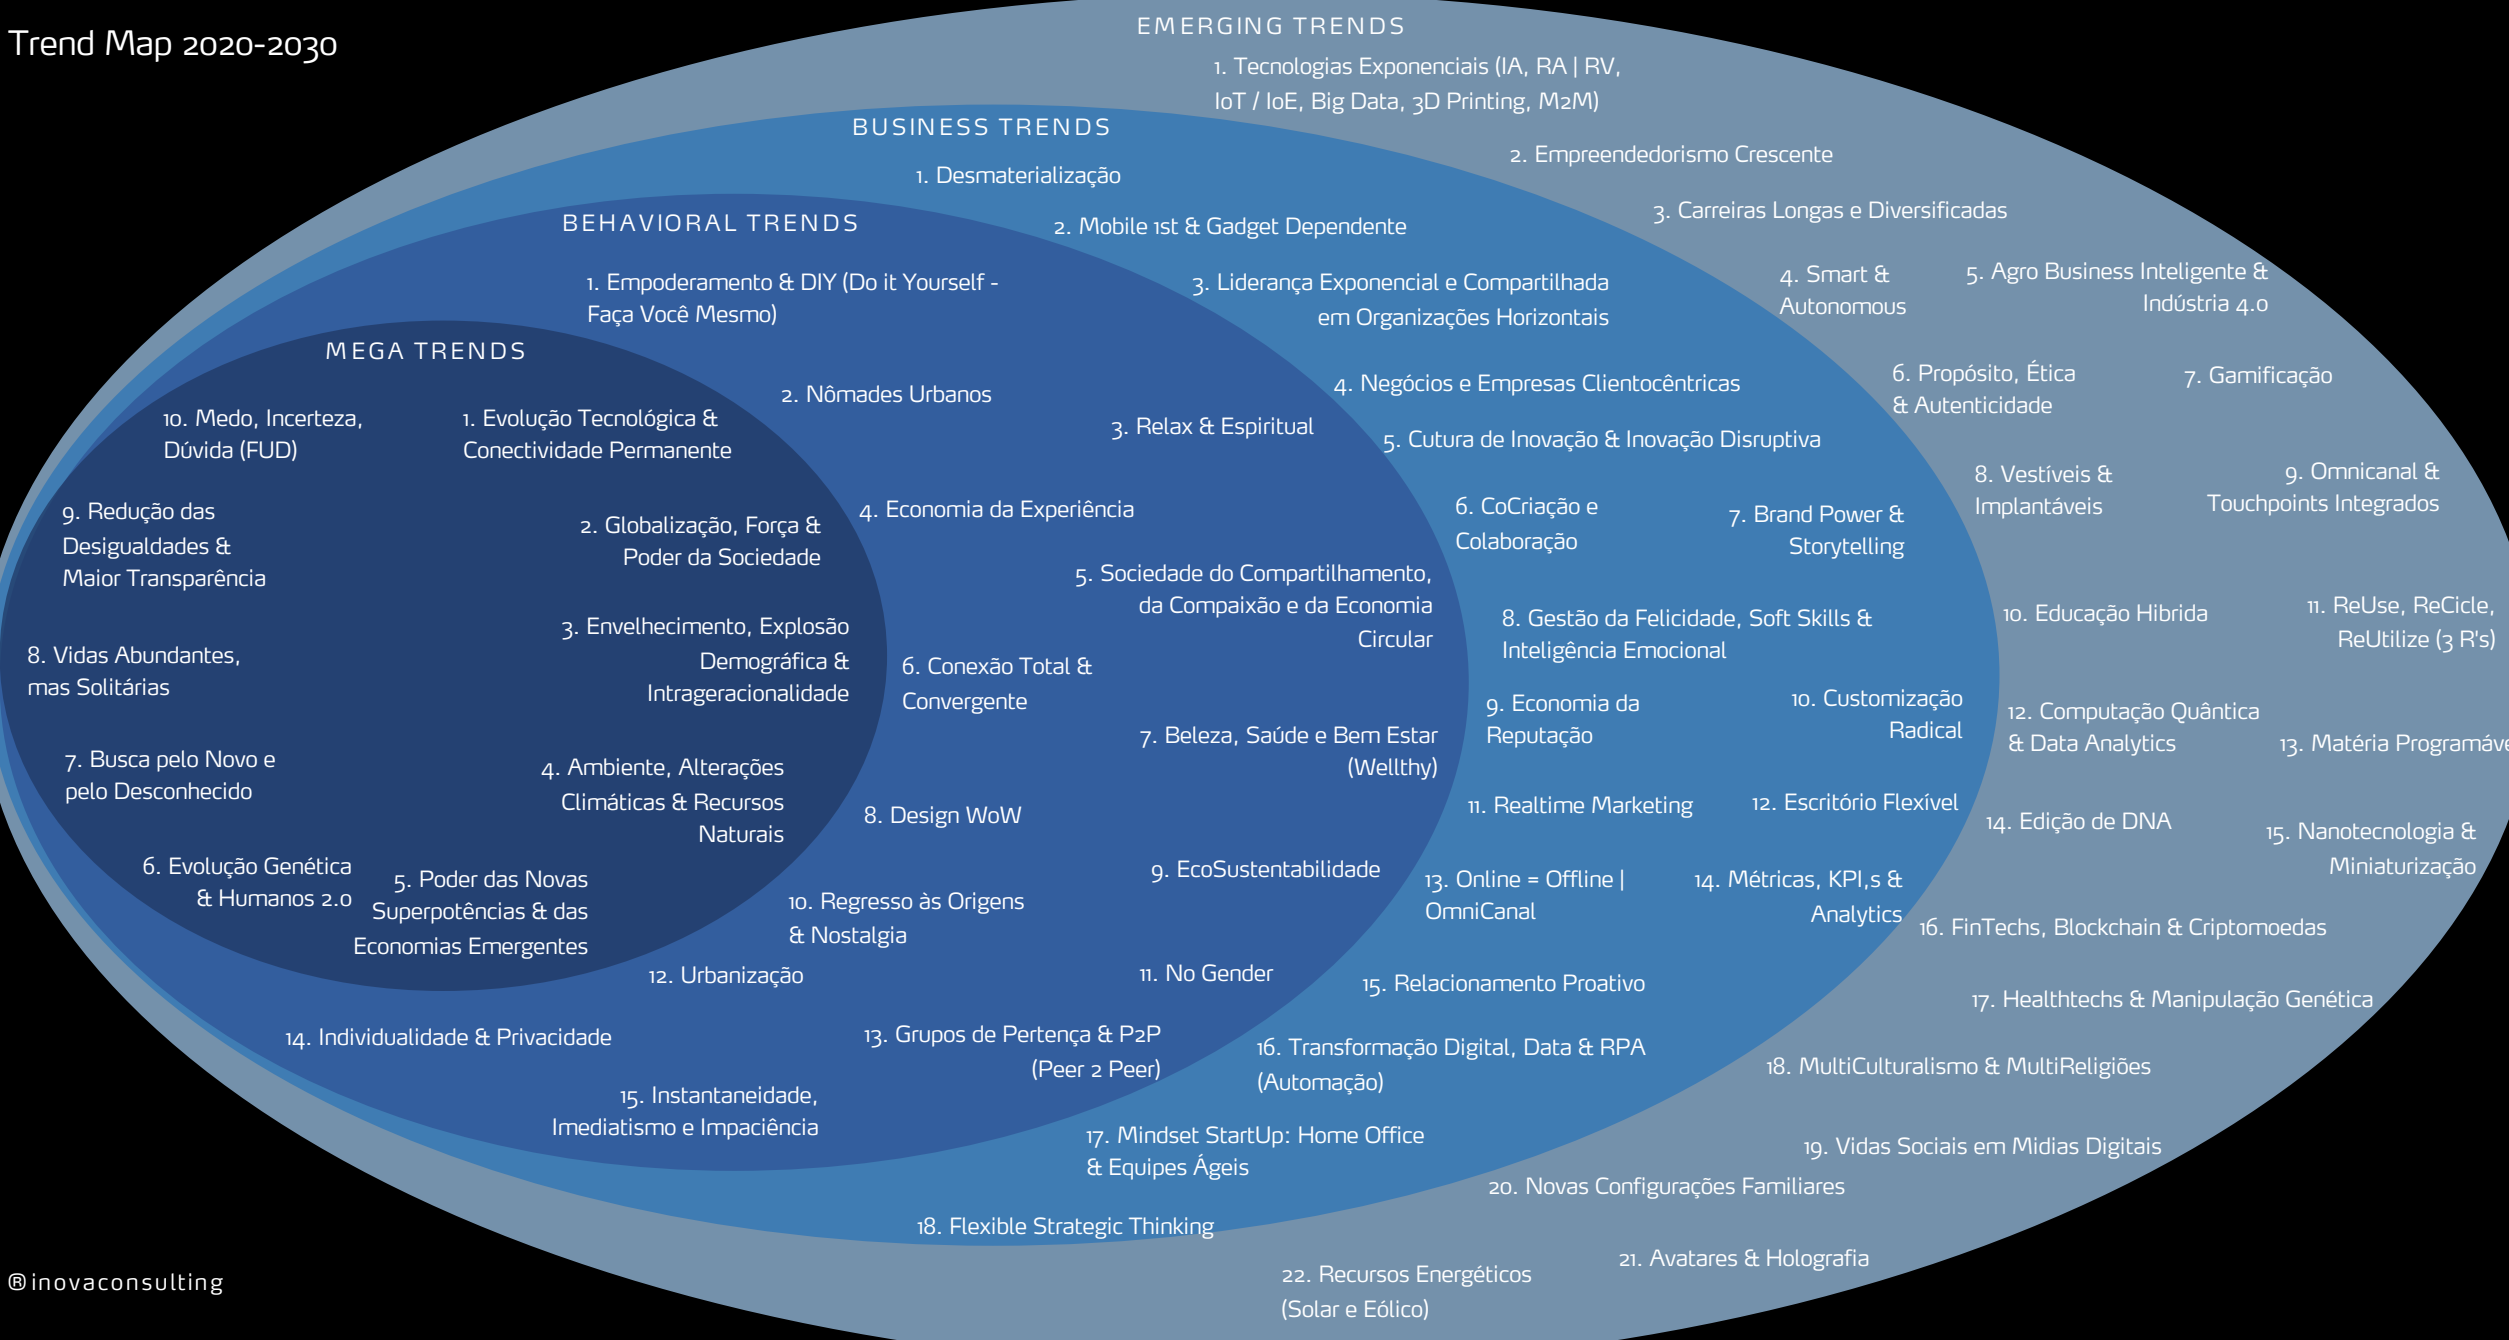 Trend Map 2020-2030
EMERGING TRENDS
1. Tecnologias Exponenciais (IA, RA | RV,
IoT / IoE, Big Data, 3D Printing, M2M)
2. Empreendedorismo Crescente
3. Carreiras Longas e Diversificadas
4. Smart &
Autonomous
5. Agro Business Inteligente &
Indústria 4.0
6. Propósito, Ética
& Autenticidade
7. Gamificação
8. Vestíveis &
Implantáveis
9. Omnicanal &
Touchpoints Integrados
10. Educação Hibrida
11. ReUse, ReCicle,
ReUtilize (3 R's)
12. Computação Quântica
& Data Analytics
13. Matéria Programáve
14. Edição de DNA
15. Nanotecnologia &
Miniaturização
16. FinTechs, Blockchain & Criptomoedas
17. Healthtechs & Manipulação Genética
18. MultiCulturalismo & MultiReligiões
19. Vidas Sociais em Midias Digitais
20. Novas Configurações Familiares
21. Avatares & Holografia
22. Recursos Energéticos
(Solar e Eólico)
BUSINESS TRENDS
1. Desmaterialização
2. Mobile 1st & Gadget Dependente
3. Liderança Exponencial e Compartilhada
em Organizações Horizontais
4. Negócios e Empresas Clientocêntricas
5. Cutura de Inovação & Inovação Disruptiva
6. CoCriação e
Colaboração
7. Brand Power &
Storytelling
8. Gestão da Felicidade, Soft Skills &
Inteligência Emocional
9. Economia da
Reputação
10. Customização
Radical
11. Realtime Marketing
12. Escritório Flexível
13. Online = Offline |
OmniCanal
14. Métricas, KPI,s &
Analytics
15. Relacionamento Proativo
16. Transformação Digital, Data & RPA
(Automação)
17. Mindset StartUp: Home Office
& Equipes Ágeis
18. Flexible Strategic Thinking
BEHAVIORAL TRENDS
1. Empoderamento & DIY (Do it Yourself -
Faça Você Mesmo)
2. Nômades Urbanos
3. Relax & Espiritual
4. Economia da Experiência
5. Sociedade do Compartilhamento,
da Compaixão e da Economia
Circular
6. Conexão Total &
Convergente
7. Beleza, Saúde e Bem Estar
(Wellthy)
8. Design WoW
9. EcoSustentabilidade
10. Regresso às Origens
& Nostalgia
11. No Gender
12. Urbanização
13. Grupos de Pertença & P2P
(Peer 2 Peer)
14. Individualidade & Privacidade
15. Instantaneidade,
Imediatismo e Impaciência
MEGA TRENDS
1. Evolução Tecnológica &
Conectividade Permanente
2. Globalização, Força &
Poder da Sociedade
3. Envelhecimento, Explosão
Demográfica &
Intrageracionalidade
4. Ambiente, Alterações
Climáticas & Recursos
Naturais
5. Poder das Novas
Superpotências & das
Economias Emergentes
6. Evolução Genética
& Humanos 2.0
7. Busca pelo Novo e
pelo Desconhecido
8. Vidas Abundantes,
mas Solitárias
9. Redução das
Desigualdades &
Maior Transparência
10. Medo, Incerteza,
Dúvida (FUD)
®inovaconsulting